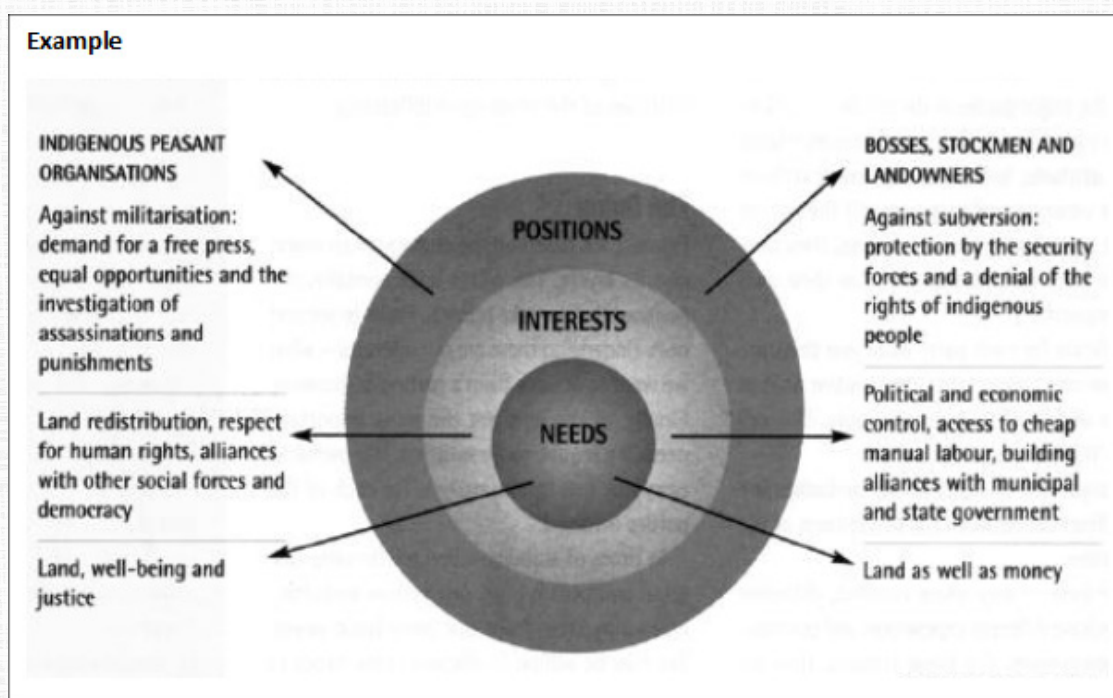 Example
INDIGENOUS PEASANT
ORGANISATIONS
Against militarisation:
demand for a free press,
equal opportunities and the
investigation of
assassinations and
punishments
Land redistribution, respect
for human rights, alliances
with other social forces and
democracy
Land, well-being and
justice
POSITIONS
INTERESTS
NEEDS
BOSSES, STOCKMEN AND
LANDOWNERS
Against subversion:
protection by the security
forces and a denial of the
rights of indigenous
people
Political and economic
control, access to cheap
manual labour, building
alliances with municipal
and state government
Land as well as money